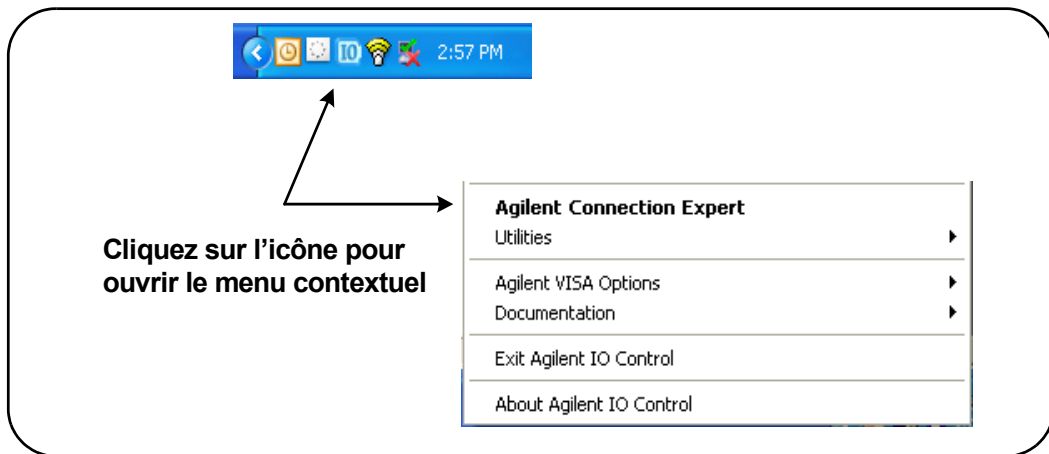 IO 2:57 PM
Cliquez sur l’icône pour
ouvrir le menu contextuel
Agilent Connection Expert
Utilities
Agilent VISA Options
Documentation
Exit Agilent IO Control
About Agilent IO Control